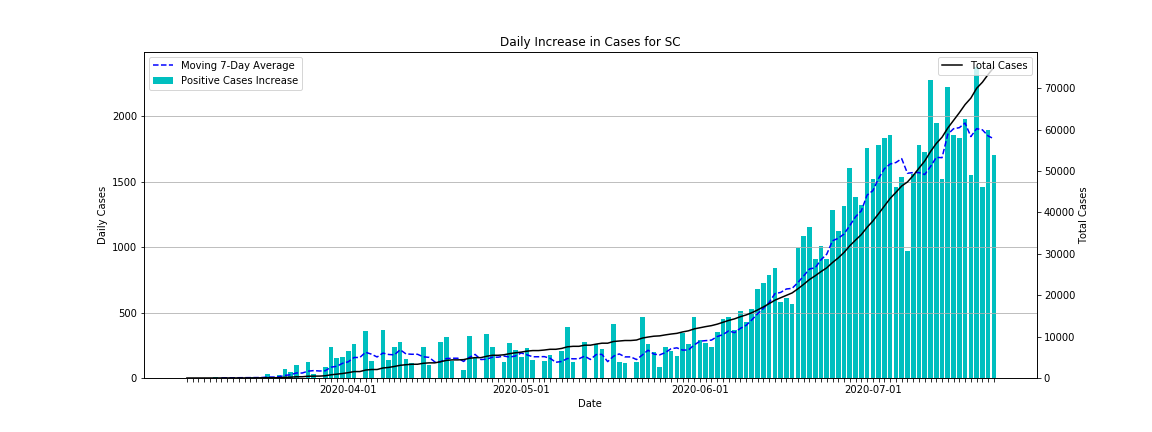 Daily Increase in Cases for SC
Moving 7-Day Average
Positive Cases Increase
Total Cases
2000
1500
1000
500
0
Daily Cases
70000
60000
50000
40000
30000
20000
10000
0
Total Cases
2020-04-01
2020-05-01
2020-06-01
2020-07-01
Date